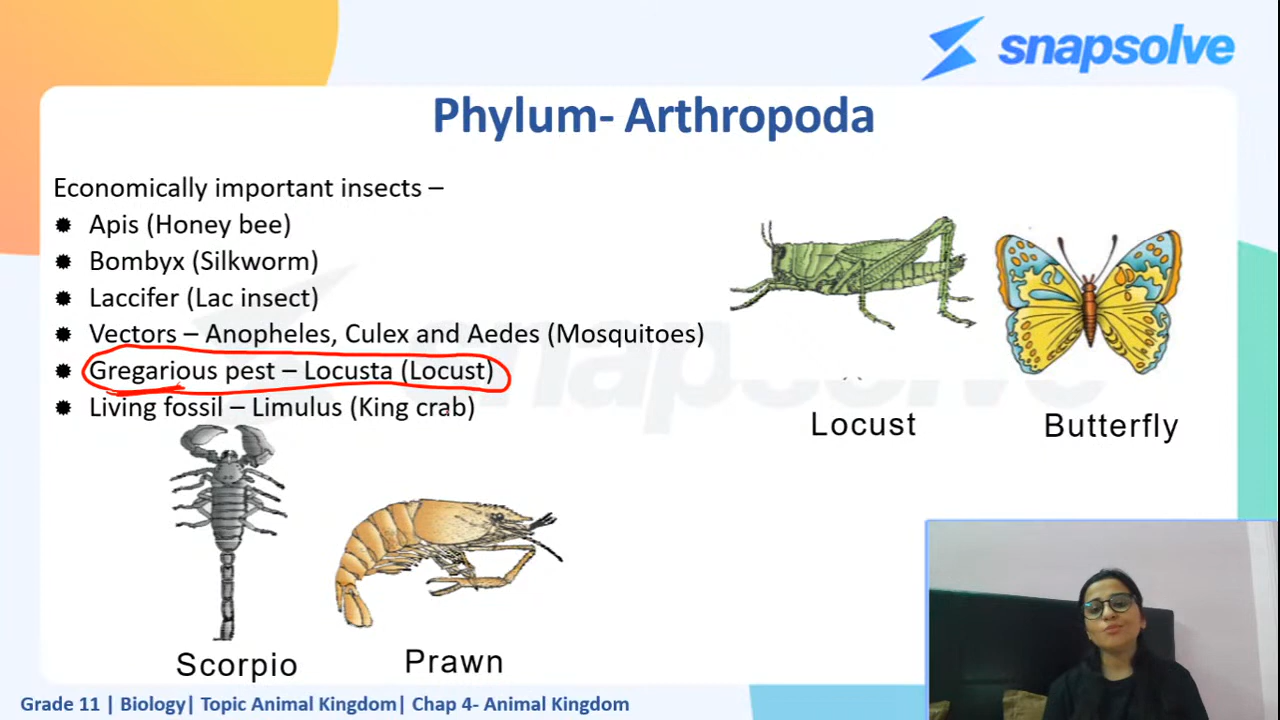 snapsolve
Phylum- Arthropoda
Economically important insects –
Apis (Honey bee)
Bombyx (Silkworm)
Laccifer (Lac insect)
Vectors – Anopheles, Culex and Aedes (Mosquitoes)
Gregarious pest – Locusta (Locust)
Living fossil – Limulus (King crab)
snapsolve
Locust
Butterfly
Scorpio
Prawn
Grade 11 | Biology| Topic Animal Kingdom| Chap 4- Animal Kingdom